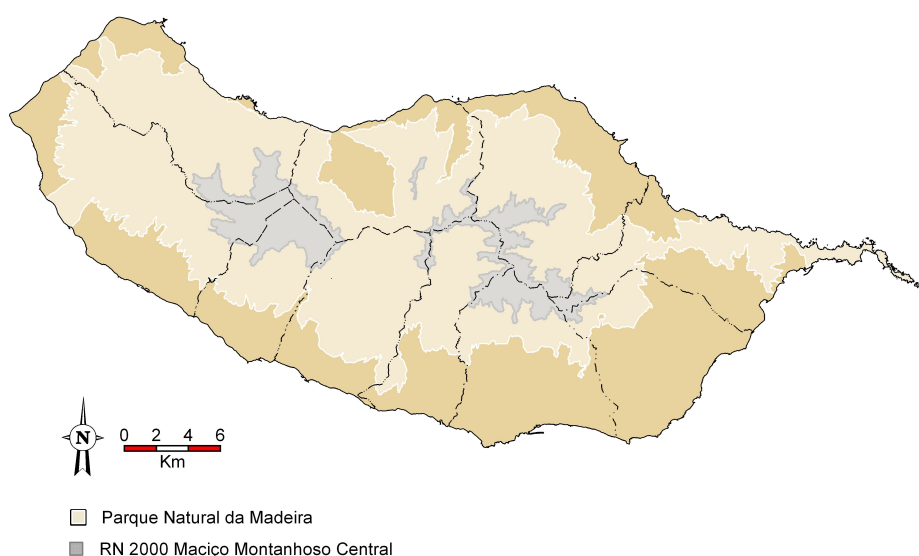 N
0 2 4 6
Km
Parque Natural da Madeira
RN 2000 Macico Montanhoso Central